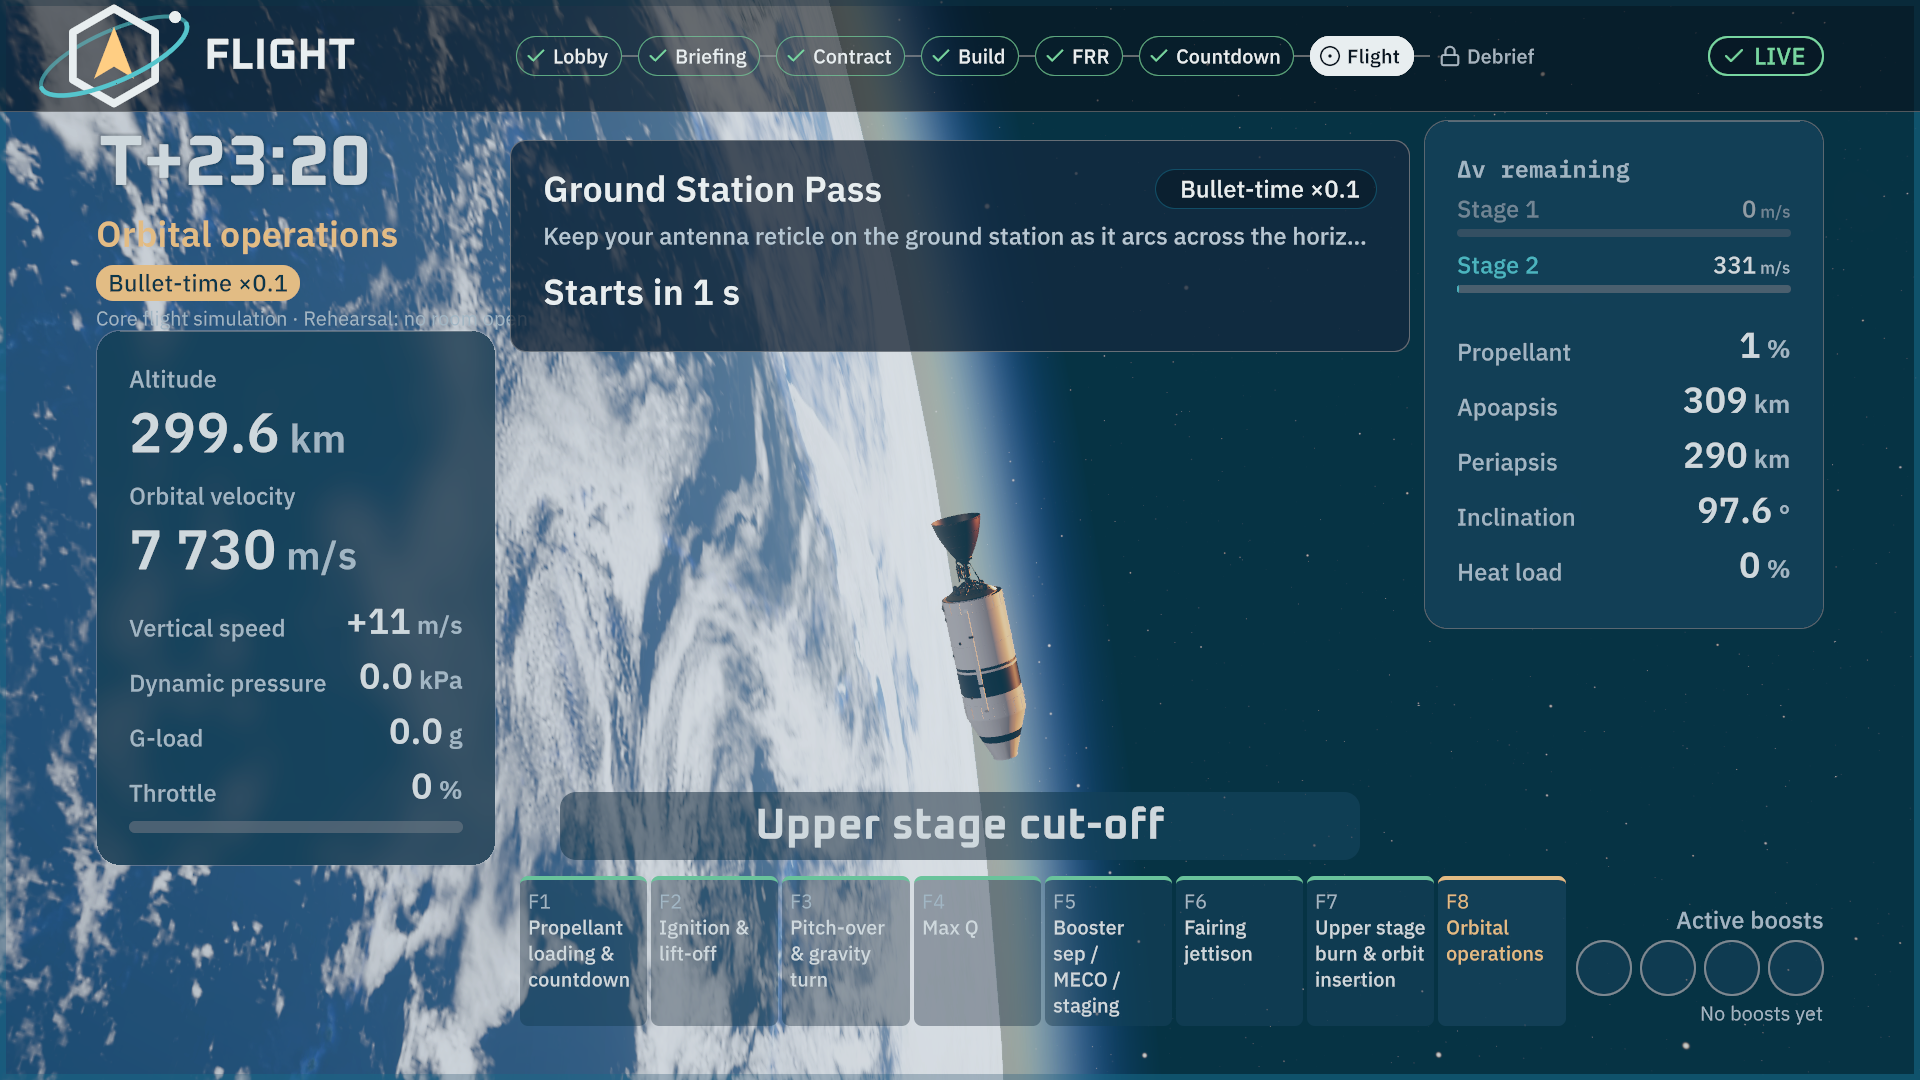 FLIGHT
Lobby
Briefing
Contract
Build
FRR
Countdown
Flight
Debrief
LIVE
T+23:20
Orbital operations
Bullet-time ×0.1
Core flight simulation · Rehearsal: no room open
Altitude
299.6 km
Orbital velocity
7 730 m/s
Vertical speed +11 m/s
Dynamic pressure 0.0 kPa
G-load 0.0 g
Throttle 0 %
Ground Station Pass
Bullet-time ×0.1
Keep your antenna reticle on the ground station as it arcs across the horiz...
Starts in 1 s
Δv remaining
Stage 1 0 m/s
Stage 2 331 m/s
Propellant 1 %
Apoapsis 309 km
Periapsis 290 km
Inclination 97.6 °
Heat load 0 %
Upper stage cut-off
F1
Propellant
loading &
countdown
F2
Ignition &
lift-off
F3
Pitch-over
& gravity
turn
F4
Max Q
F5
Booster
sep /
MECO /
staging
F6
Fairing
jettison
F7
Upper stage
burn & orbit
insertion
F8
Orbital
operations
Active boosts
No boosts yet